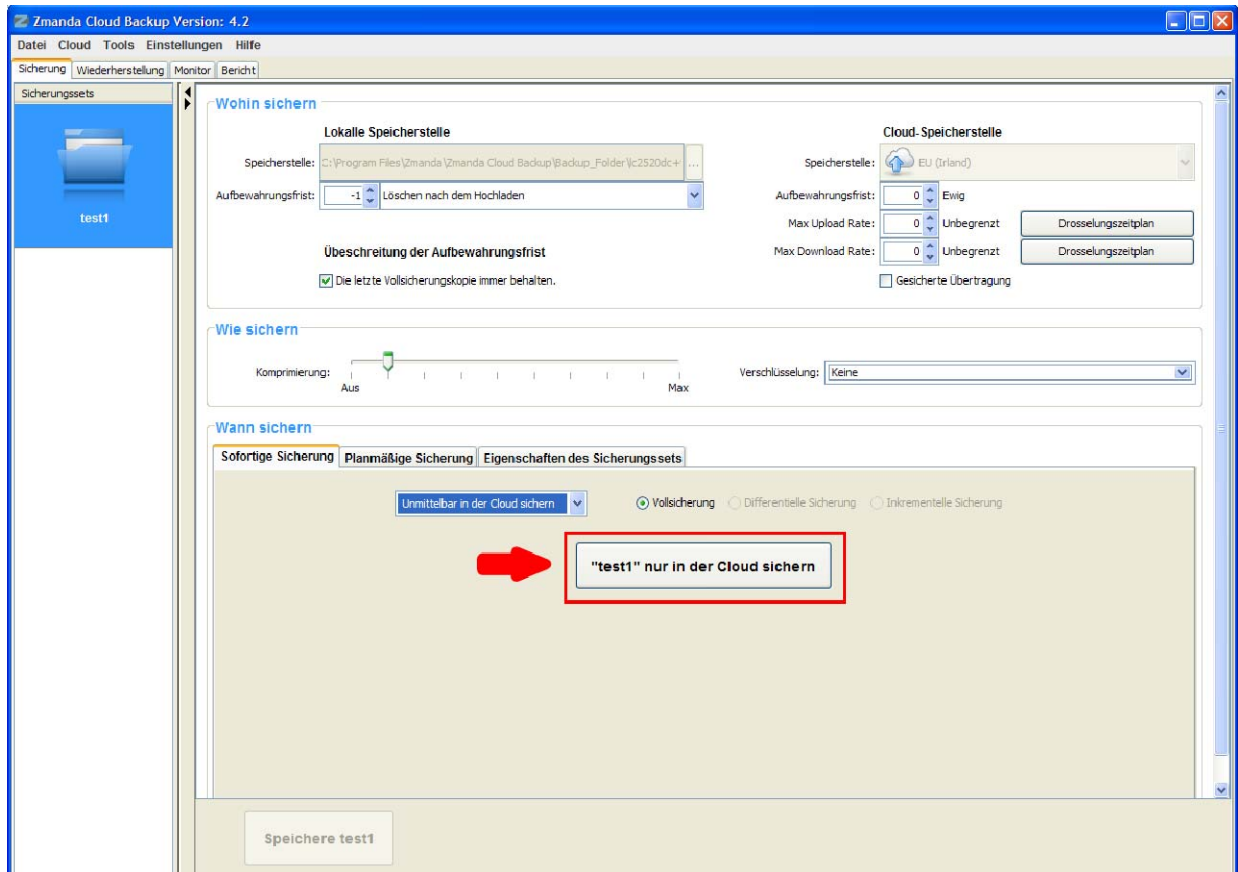 Zmanda Cloud Backup Version: 4.2
Datei Cloud Tools Einstellungen Hilfe
Sicherung Wiederherstellung Monitor Bericht
Sicherungssets
test1
Wohin sichern
Lokalle Speicherstelle
Speicherstelle: C:\Program Files\Zmanda\Zmanda Cloud Backup\Backup_Folder\lc2520dc+ ...
Aufbewahrungsfrist: -1 Löschen nach dem Hochladen
Übeschreitung der Aufbewahrungsfrist
Die letzte Vollsicherungskopie immer behalten.
Cloud-Speicherstelle
Speicherstelle: EU (Irland)
Aufbewahrungsfrist: 0 Ewig
Max Upload Rate: 0 Unbegrenzt Drosselungszeitplan
Max Download Rate: 0 Unbegrenzt Drosselungszeitplan
Gesicherte Übertragung
Wie sichern
Komprimierung:
Aus Max
Verschlüsselung: Keine
Wann sichern
Sofortige Sicherung Planmäßige Sicherung Eigenschaften des Sicherungssets
Unmittelbar in der Cloud sichern Vollsicherung Differentielle Sicherung Inkrementelle Sicherung
"test1" nur in der Cloud sichern
Speichere test1